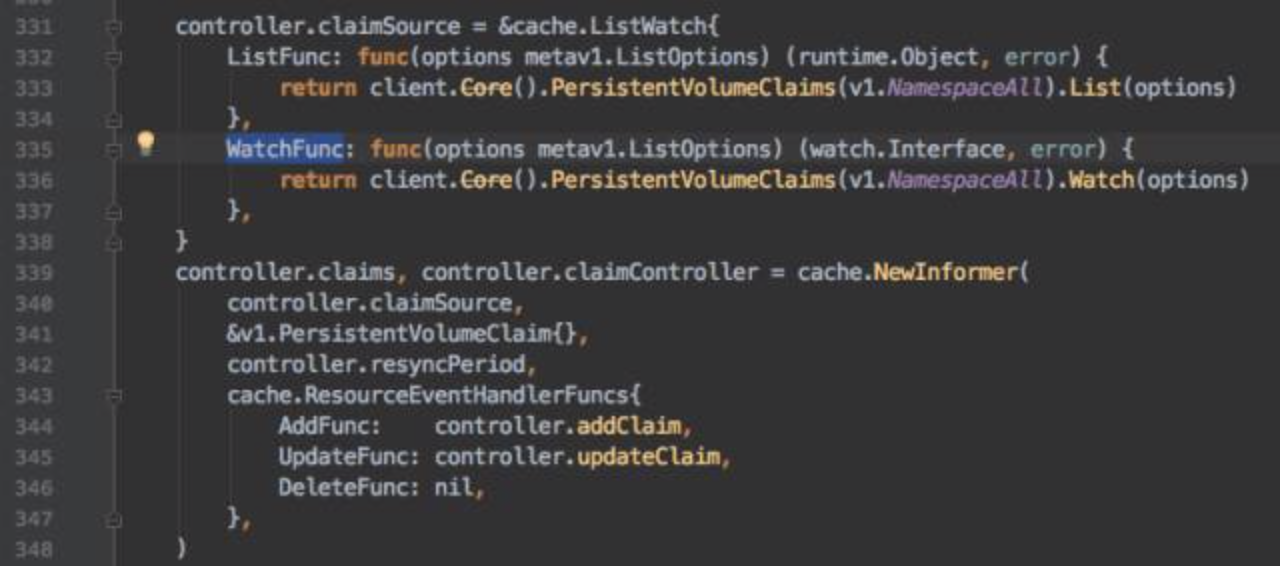 331 controller.claimSource = &cache.ListWatch{
332 ListFunc: func(options metav1.ListOptions) (runtime.Object, error) {
333 return client.Core().PersistentVolumeClaims(v1.NamespaceAll).List(options)
334 },
335 WatchFunc: func(options metav1.ListOptions) (watch.Interface, error) {
336 return client.Core().PersistentVolumeClaims(v1.NamespaceAll).Watch(options)
337 },
338 }
339 controller.claims, controller.claimController = cache.NewInformer(
340 controller.claimSource,
341 &v1.PersistentVolumeClaim{},
342 controller.resyncPeriod,
343 cache.ResourceEventHandlerFuncs{
344 AddFunc: controller.addClaim,
345 UpdateFunc: controller.updateClaim,
346 DeleteFunc: nil,
347 },
348 )